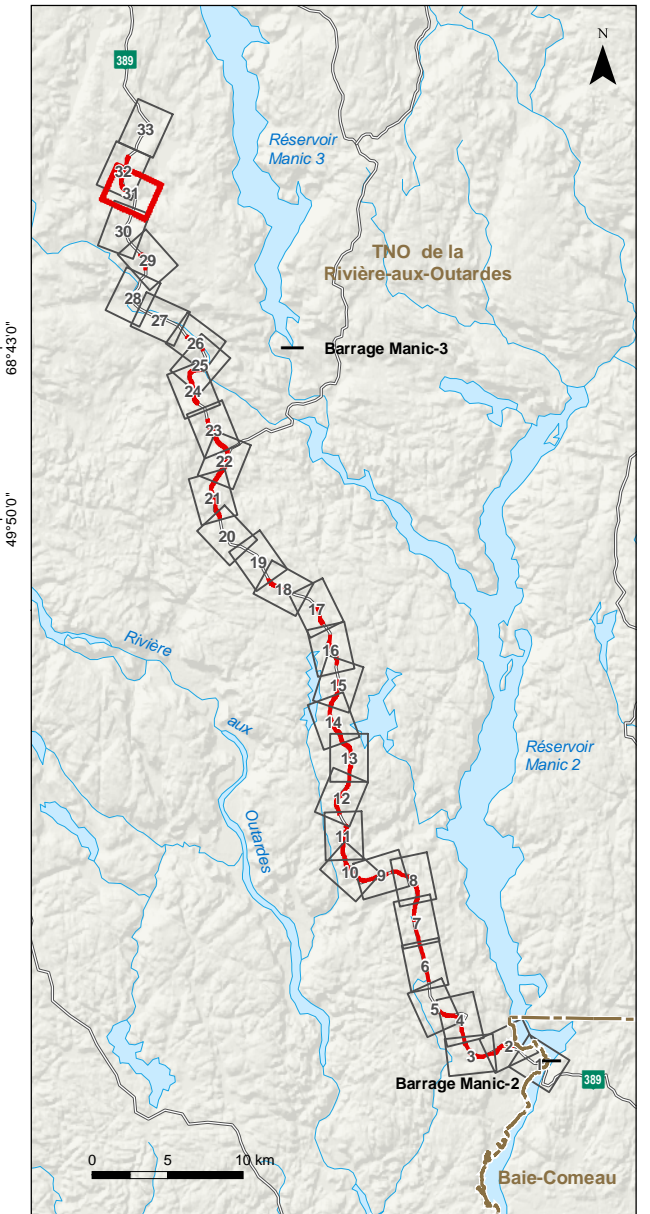 N
389
33
Réservoir
Manic 3
32
31
30
TNO de la
Rivière-aux-Outardes
29
28
27
26
68°43'0"
Barrage Manic-3
25
24
23
22
21
49°50'0"
20
19
18
17
16
Rivière
15
14
aux
13
Réservoir
Manic 2
12
Outardes
11
10
9
8
7
6
5
4
3
2
1
Barrage Manic-2
389
0 5 10 km
Baie-Comeau